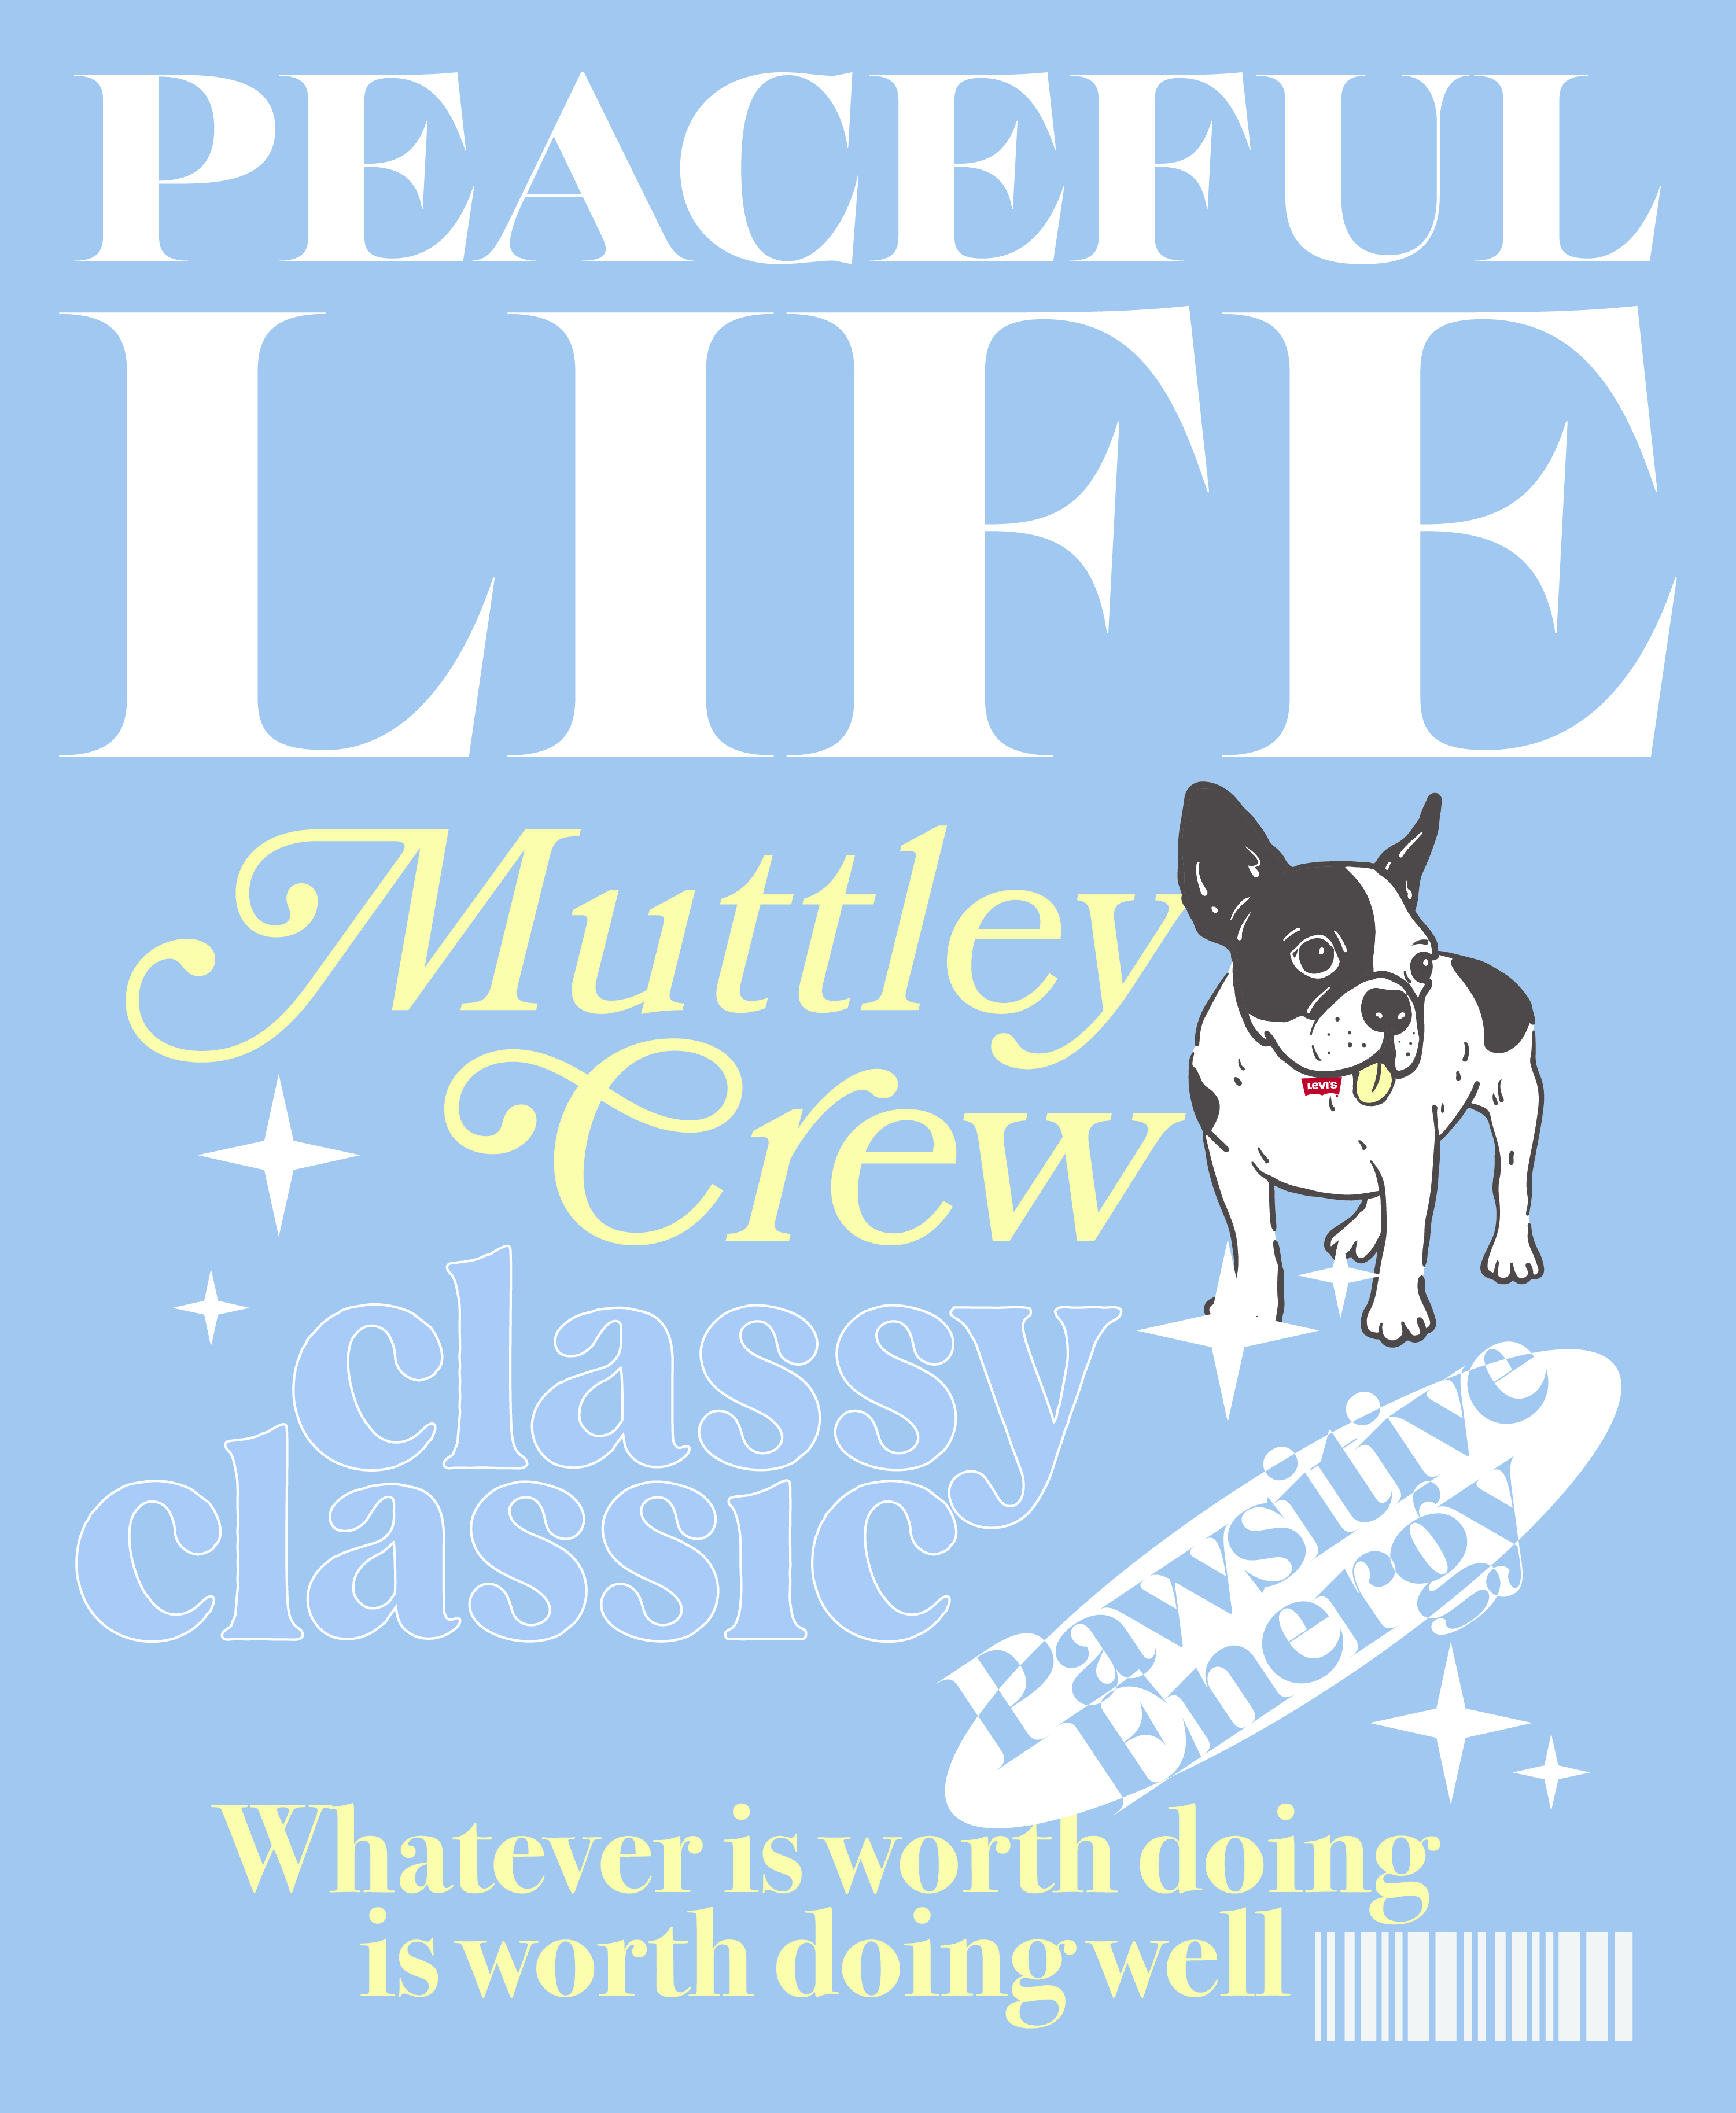 PEACEFUL
LIFE
Muttley
Crew
LEVI'S
classy
classic
Pawsitive
Energy
Whatever is worth doing
is worth doing well